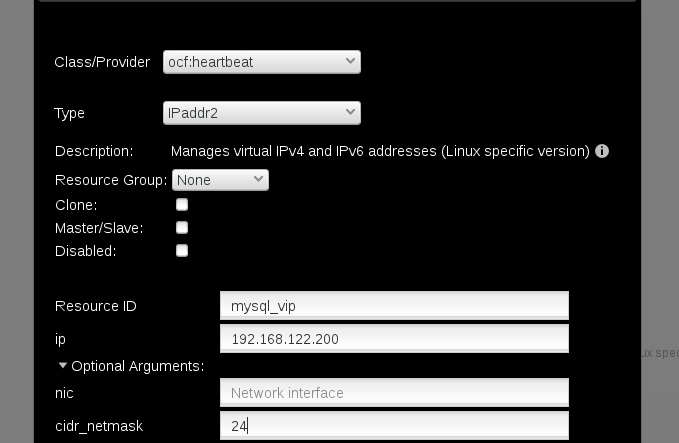 Class/Provider ocf:heartbeat
Type IPaddr2
Description: Manages virtual IPv4 and IPv6 addresses (Linux specific version)
Resource Group: None
Clone:
Master/Slave:
Disabled:
Resource ID mysql_vip
ip 192.168.122.200
Optional Arguments:
nic Network interface
cidr_netmask 24